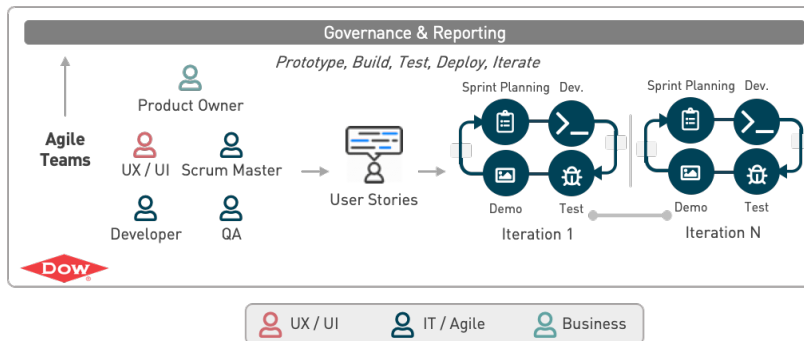 Governance & Reporting
Prototype, Build, Test, Deploy, Iterate
Product Owner
Agile
Teams
UX / UI
Scrum Master
Developer
QA
User Stories
Sprint Planning
Dev.
Demo
Test
Iteration 1
Sprint Planning
Dev.
Demo
Test
Iteration N
Dow
®
UX / UI
IT / Agile
Business